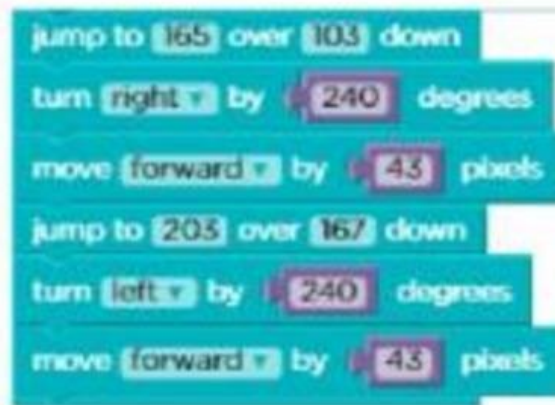 jump to 165 over 103 down
turn right by 240 degrees
move forward by 43 pixels
jump to 203 over 167 down
turn left by 240 degrees
move forward by 43 pixels